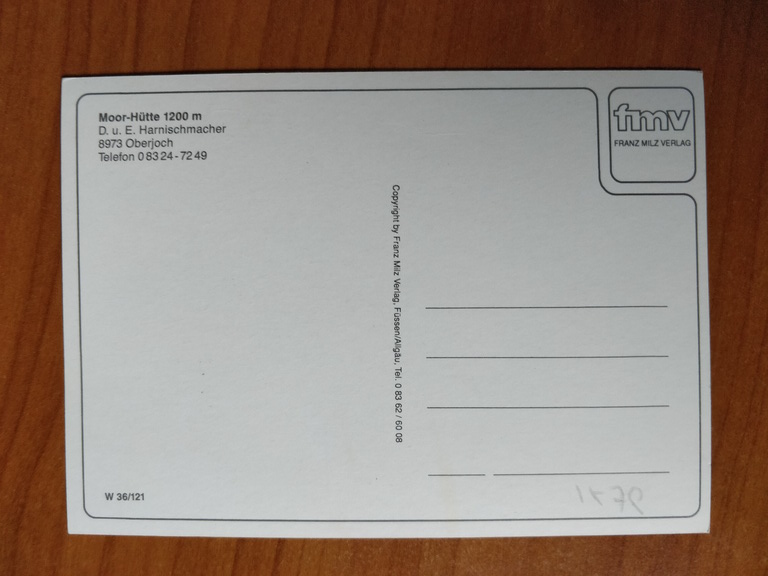 Moor-Hütte 1200 m
D. u. E. Harnischmacher
8973 Oberjoch
Telefon 0 83 24 - 72 49
fmv
FRANZ MILZ VERLAG
Copyright by Franz Milz Verlag, Füssen/Allgäu, Tel. 0 83 62 / 60 08
W 36/121